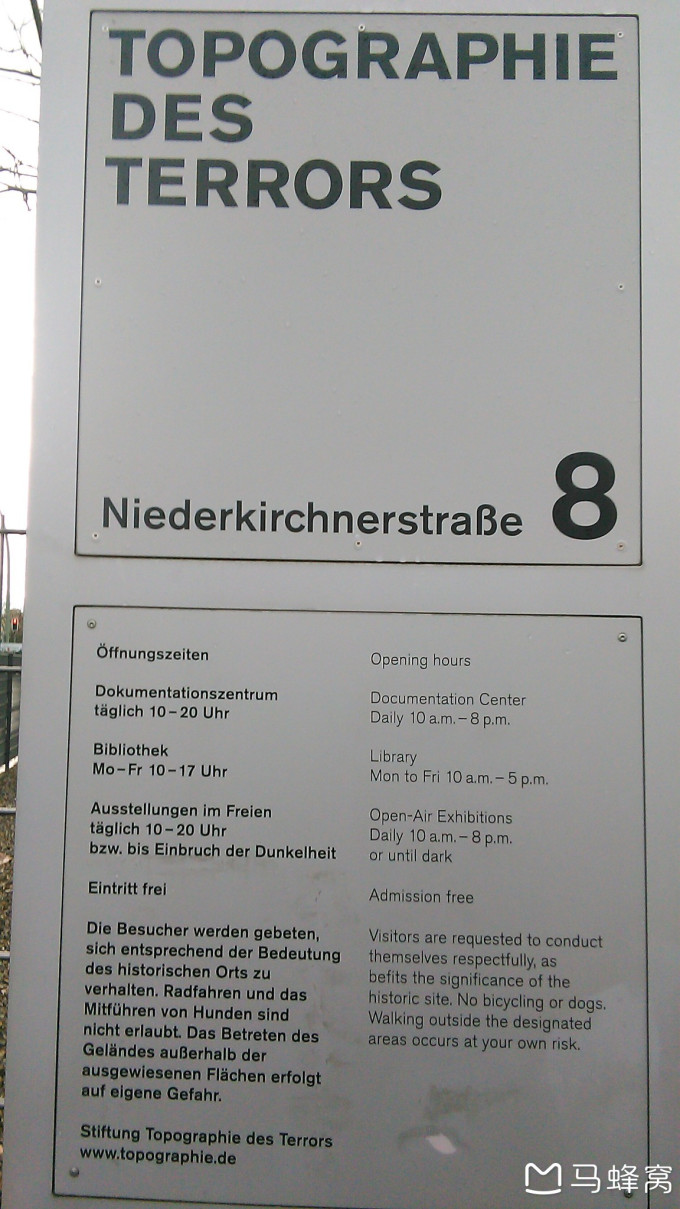 TOPOGRAPHIE
DES
TERRORS
Niederkirchnerstraße 8
Öffnungszeiten
Dokumentationszentrum
täglich 10–20 Uhr
Bibliothek
Mo–Fr 10–17 Uhr
Ausstellungen im Freien
täglich 10–20 Uhr
bzw. bis Einbruch der Dunkelheit
Eintritt frei
Die Besucher werden gebeten,
sich entsprechend der Bedeutung
des historischen Orts zu
verhalten. Radfahren und das
Mitführen von Hunden sind
nicht erlaubt. Das Betreten des
Geländes außerhalb der
ausgewiesenen Flächen erfolgt
auf eigene Gefahr.
Stiftung Topographie des Terrors
www.topographie.de
Opening hours
Documentation Center
Daily 10 a.m.–8 p.m.
Library
Mon to Fri 10 a.m.–5 p.m.
Open-Air Exhibitions
Daily 10 a.m.–8 p.m.
or until dark
Admission free
Visitors are requested to conduct
themselves respectfully, as
befits the significance of the
historic site. No bicycling or dogs.
Walking outside the designated
areas occurs at your own risk.
马蜂窝